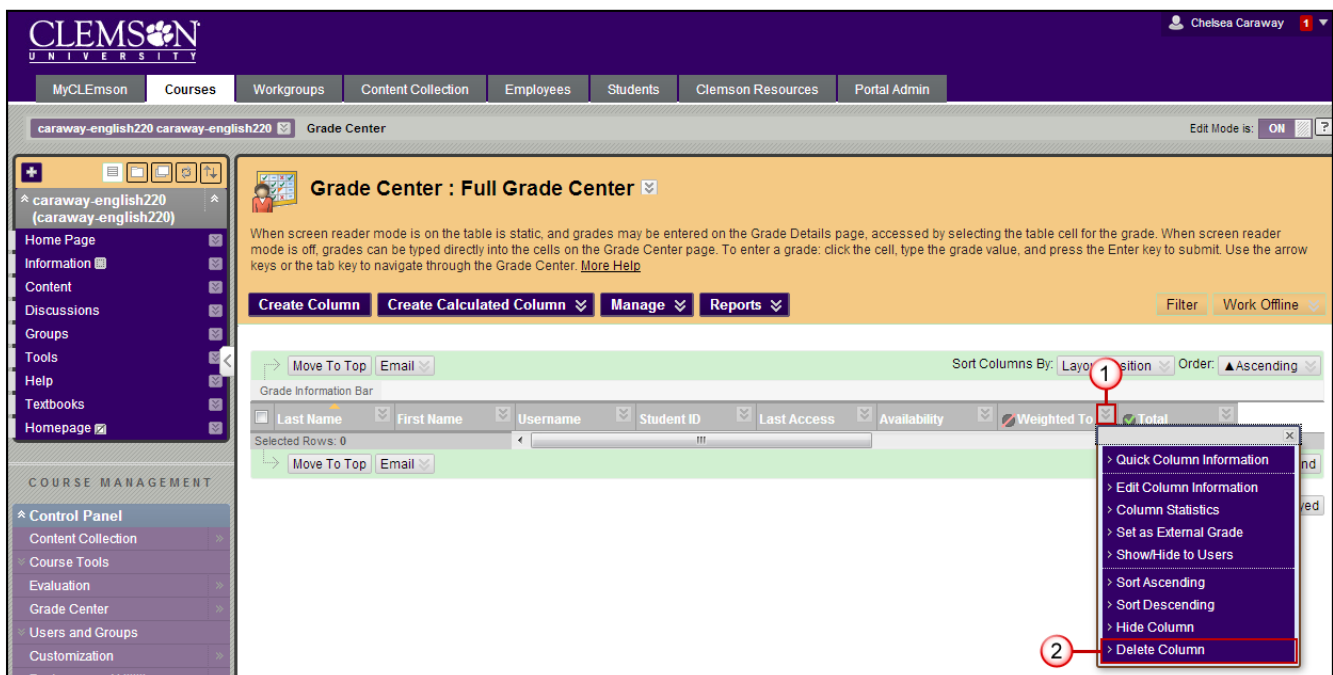 CLEMSON
UNIVERSITY
Chelsea Caraway 1
MyCLEmson Courses Workgroups Content Collection Employees Students Clemson Resources Portal Admin
caraway-english220 caraway-english220 Grade Center Edit Mode is: ON ?
caraway-english220
(caraway-english220)
Home Page
Information
Content
Discussions
Groups
Tools
Help
Textbooks
Homepage
COURSE MANAGEMENT
Control Panel
Content Collection
Course Tools
Evaluation
Grade Center
Users and Groups
Customization
Grade Center : Full Grade Center
When screen reader mode is on the table is static, and grades may be entered on the Grade Details page, accessed by selecting the table cell for the grade. When screen reader
mode is off, grades can be typed directly into the cells on the Grade Center page. To enter a grade: click the cell, type the grade value, and press the Enter key to submit. Use the arrow
keys or the tab key to navigate through the Grade Center. More Help
Create Column Create Calculated Column Manage Reports Filter Work Offline
Move To Top Email Sort Columns By: Layou sition Order: Ascending
1
Grade Information Bar
Last Name First Name Username Student ID Last Access Availability Weighted To Total
Selected Rows: 0
Move To Top Email nd
yed
> Quick Column Information
> Edit Column Information
> Column Statistics
> Set as External Grade
> Show/Hide to Users
> Sort Ascending
> Sort Descending
> Hide Column
2 > Delete Column